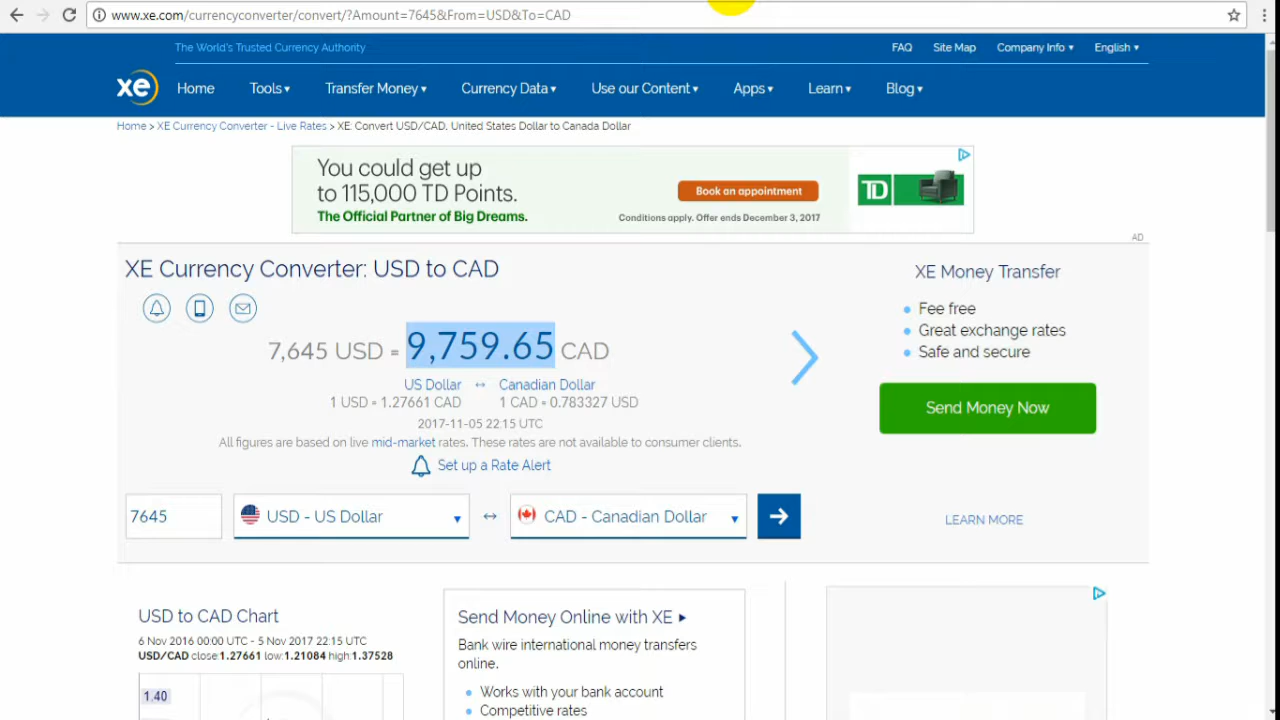 www.xe.com/currencyconverter/convert/?Amount=7645&From=USD&To=CAD
The World's Trusted Currency Authority
FAQ Site Map Company Info ▾ English ▾
xe Home Tools ▾ Transfer Money ▾ Currency Data ▾ Use our Content ▾ Apps ▾ Learn ▾ Blog ▾
Home > XE Currency Converter - Live Rates > XE: Convert USD/CAD, United States Dollar to Canada Dollar
You could get up
to 115,000 TD Points.
The Official Partner of Big Dreams.
Book an appointment
Conditions apply. Offer ends December 3, 2017
TD
AD
XE Currency Converter: USD to CAD
7,645 USD = 9,759.65 CAD
US Dollar ↔ Canadian Dollar
1 USD = 1.27661 CAD 1 CAD = 0.783327 USD
2017-11-05 22:15 UTC
All figures are based on live mid-market rates. These rates are not available to consumer clients.
Set up a Rate Alert
7645 USD - US Dollar ↔ CAD - Canadian Dollar
XE Money Transfer
Fee free
Great exchange rates
Safe and secure
Send Money Now
LEARN MORE
USD to CAD Chart
6 Nov 2016 00:00 UTC - 5 Nov 2017 22:15 UTC
USD/CAD close:1.27661 low:1.21084 high:1.37528
1.40
Send Money Online with XE ▸
Bank wire international money transfers
online.
Works with your bank account
Competitive rates